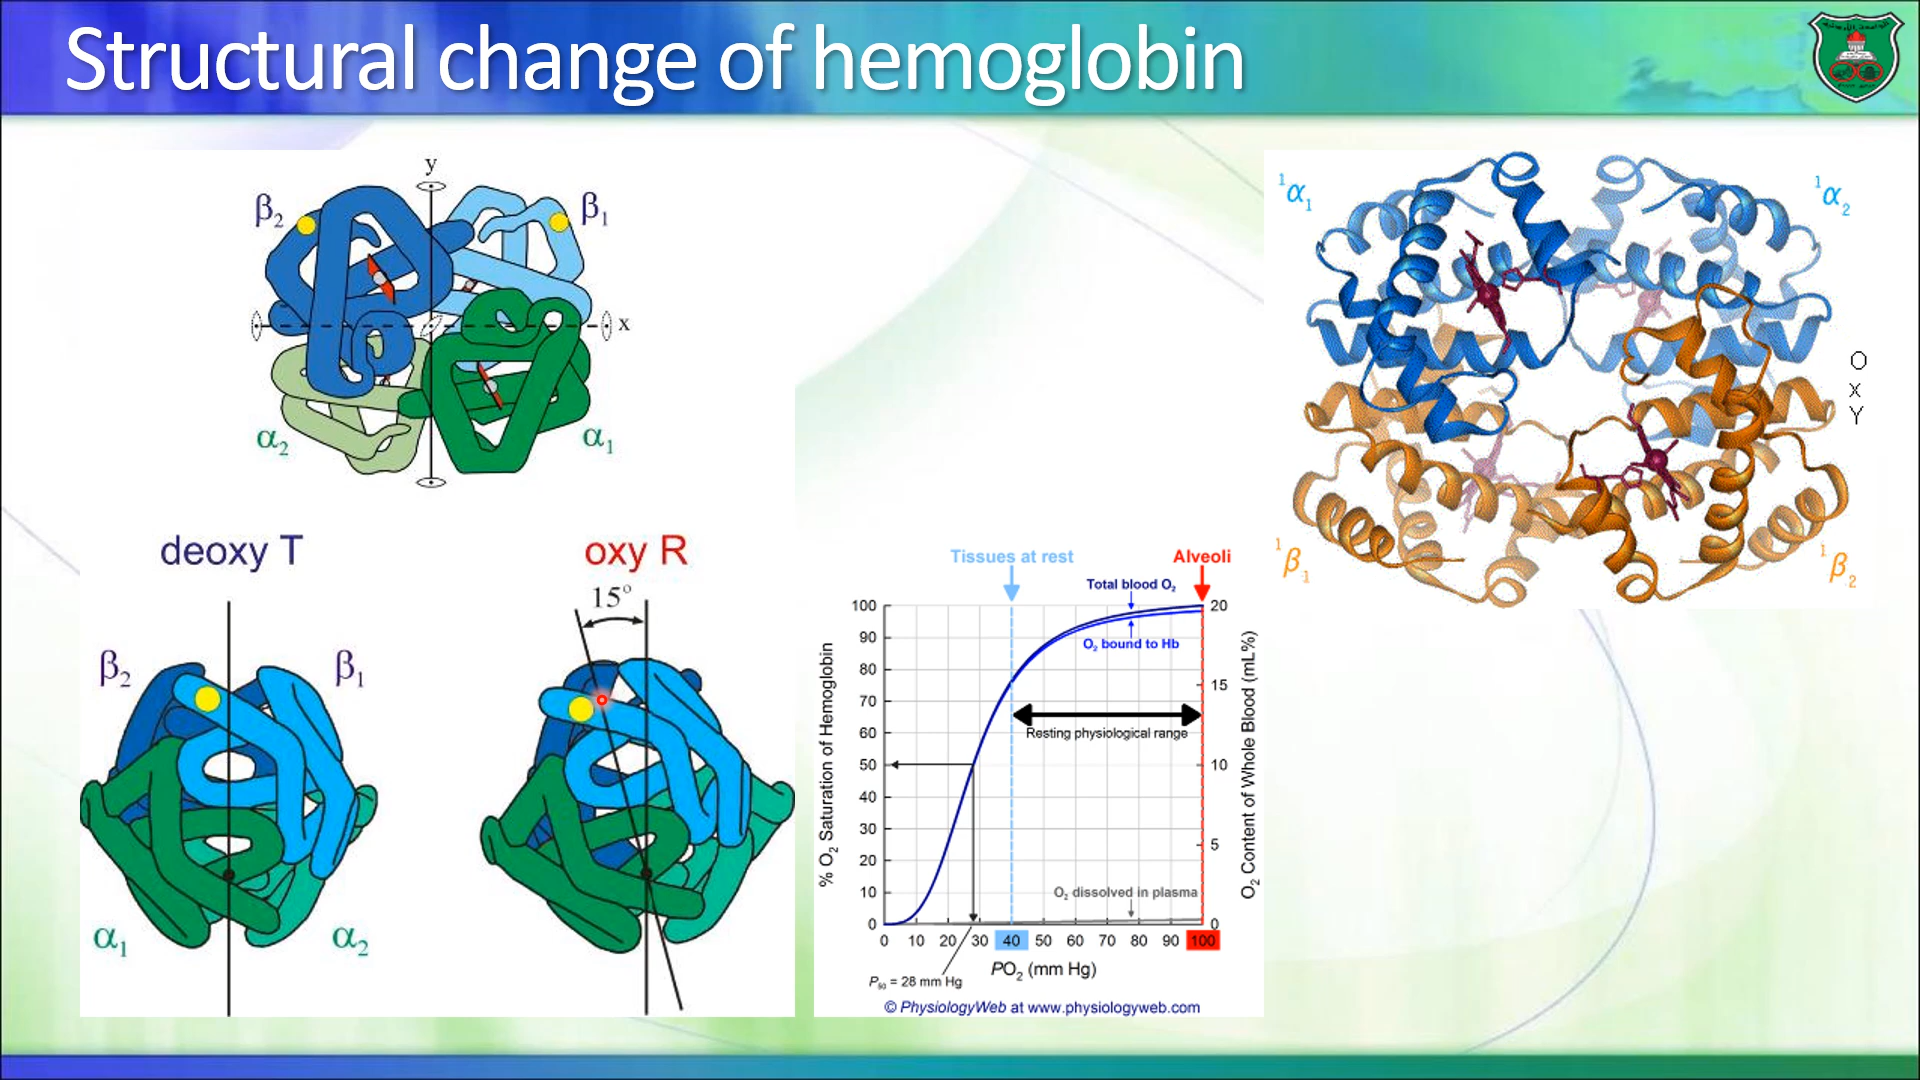 Structural change of hemoglobin
y
β2
β1
x
α2
α1
deoxy T
oxy R
15°
β2
β1
α1
α2
Tissues at rest
Alveoli
Total blood O2
O2 bound to Hb
Resting physiological range
O2 dissolved in plasma
% O2 Saturation of Hemoglobin
100
90
80
70
60
50
40
30
20
10
0
20
15
10
5
0
O2 Content of Whole Blood (mL%)
0 10 20 30 40 50 60 70 80 90 100
PO2 (mm Hg)
P50 = 28 mm Hg
© PhysiologyWeb at www.physiologyweb.com
1α1
1α2
O
X
Y
1β1
1β2